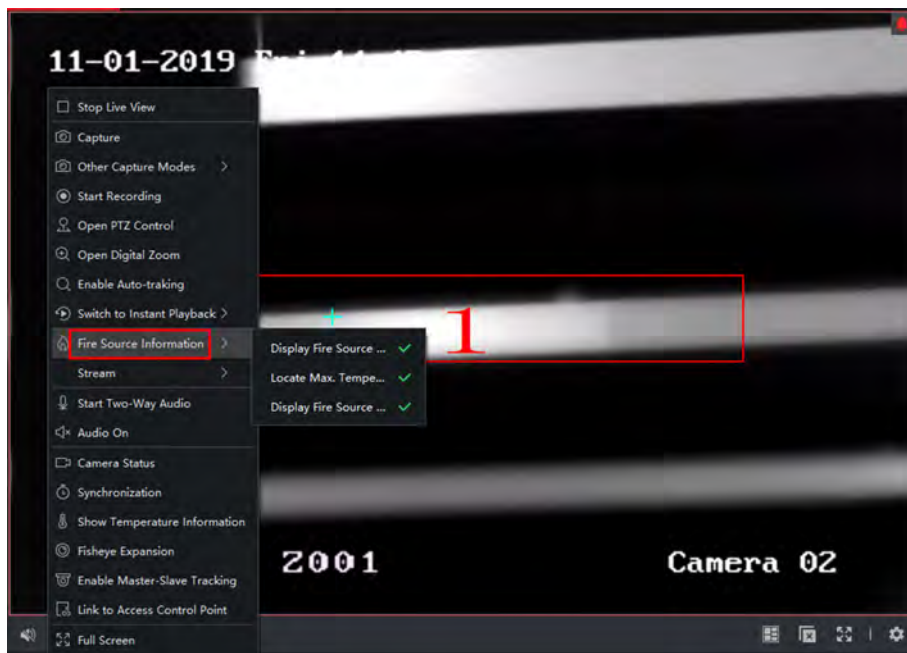 11-01-2019 Fri
Stop Live View
Capture
Other Capture Modes
Start Recording
Open PTZ Control
Open Digital Zoom
Enable Auto-traking
Switch to Instant Playback
Fire Source Information
Stream
Start Two-Way Audio
Audio On
Camera Status
Synchronization
Show Temperature Information
Fisheye Expansion
Enable Master-Slave Tracking
Link to Access Control Point
Full Screen
Display Fire Source ...
Locate Max. Tempe...
Display Fire Source ...
1
Z001
Camera 02